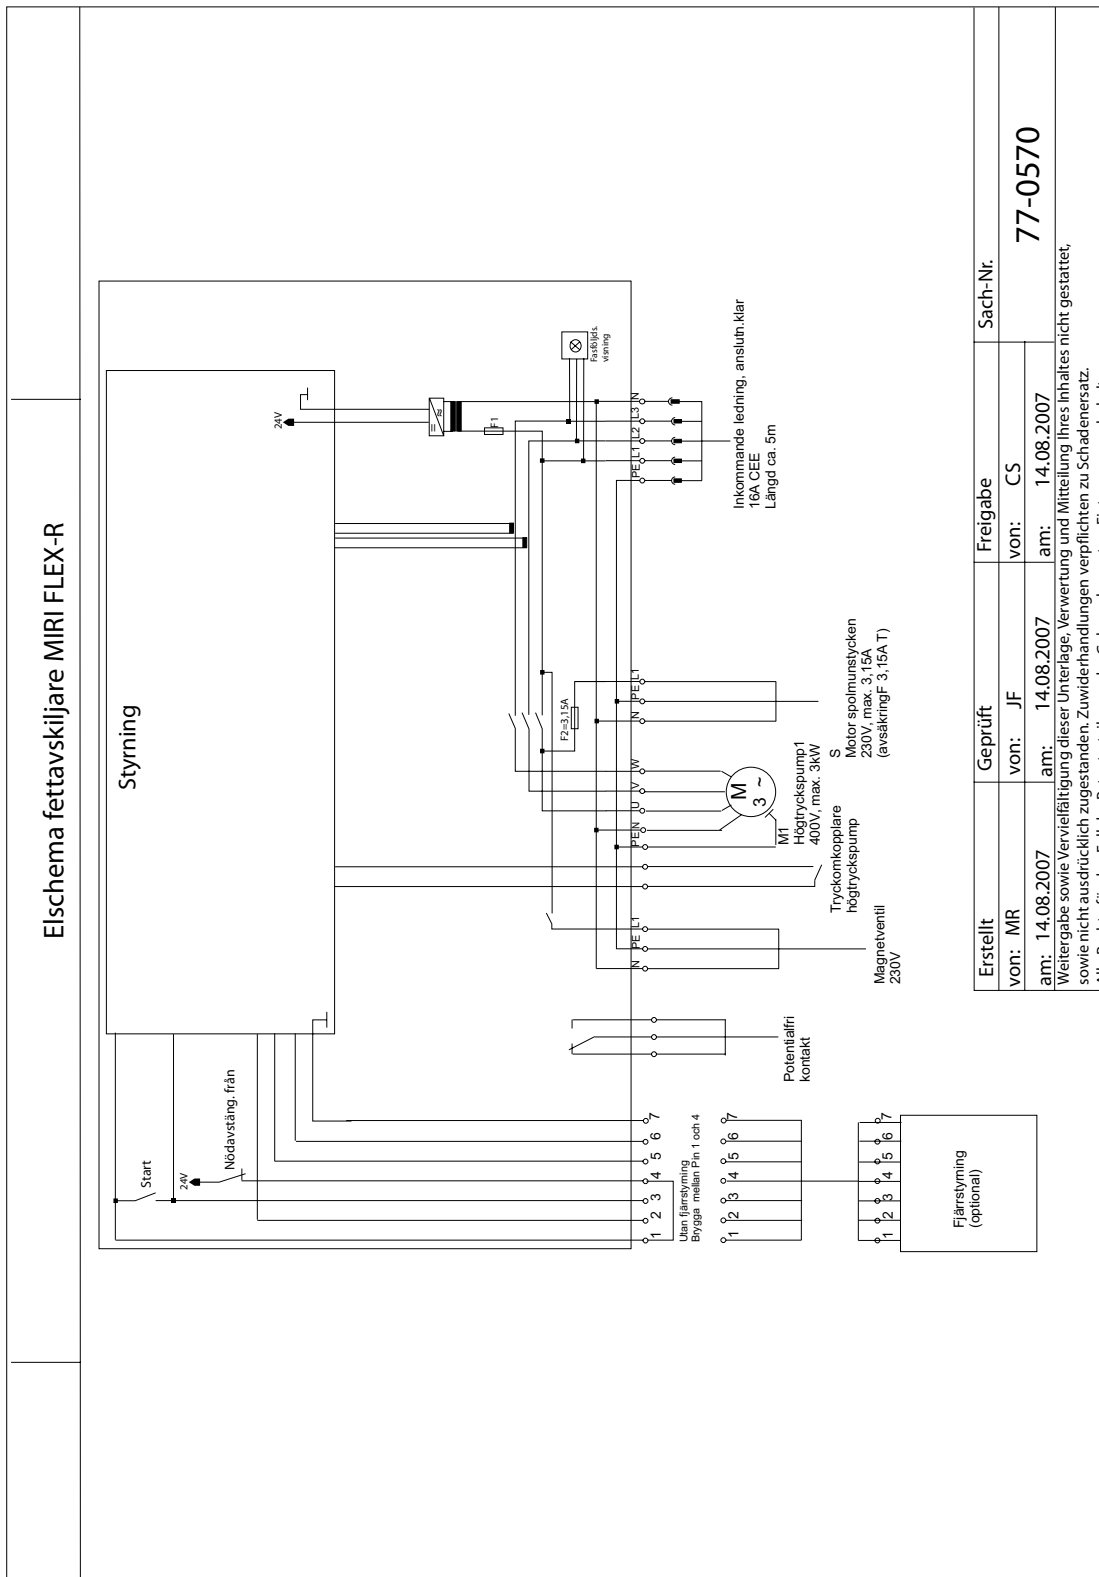 Elschema fettavskiljare MIRI FLEX-R
Styrning
24V
Start
Nödavstäng. från
24V
F1
Fasföljds.
visning
F2=3,15A
1 2 3 4 5 6 7
Utan fjärrstyrning
Brygga mellan Pin 1 och 4
1 2 3 4 5 6 7
1 2 3 4 5 6 7
Fjärrstyrning
(optional)
Potentialfri
kontakt
N PE L1
Magnetventil
230V
Tryckomkopplare
högtryckspump
PE N U V W
M
3 ~
M1
Högtryckspump1
400V, max. 3kW
N PE L1
S
Motor spolmunstycken
230V, max. 3,15A
(avsäkringF 3,15A T)
PE L1 L2 L3 N
Inkommande ledning, anslutn.klar
16A CEE
Längd ca. 5m
Erstellt Geprüft Freigabe Sach-Nr.
von: MR von: JF von: CS
77-0570
am: 14.08.2007 am: 14.08.2007 am: 14.08.2007
Weitergabe sowie Vervielfältigung dieser Unterlage, Verwertung und Mitteilung Ihres Inhaltes nicht gestattet,
sowie nicht ausdrücklich zugestanden. Zuwiderhandlungen verpflichten zu Schadenersatz.